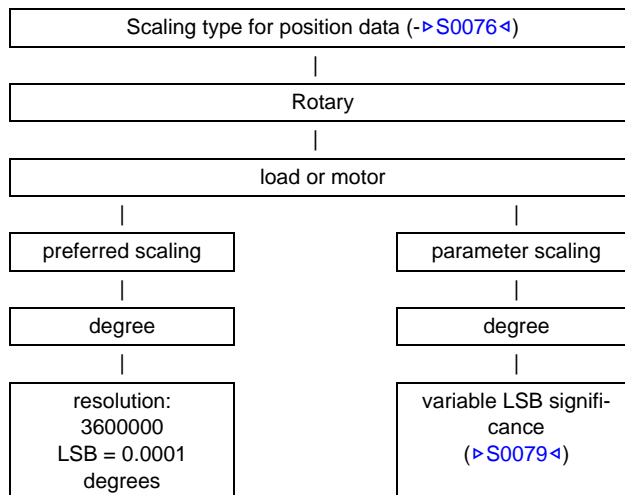 Scaling type for position data (-▹S0076◃)
Rotary
load or motor
preferred scaling
parameter scaling
degree
degree
resolution:
3600000
LSB = 0.0001
degrees
variable LSB signifi-
cance
(▹S0079◃)